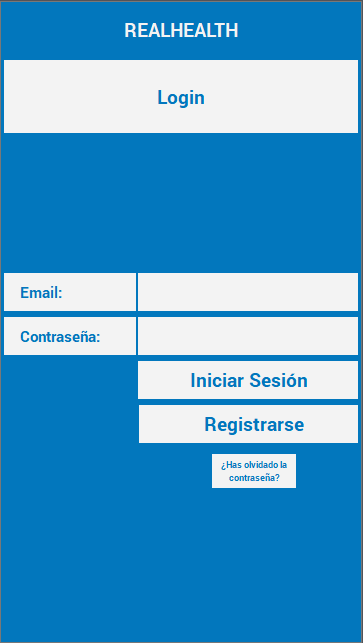 REALHEALTH
Login
Email:
Contraseña:
Iniciar Sesión
Registrarse
¿Has olvidado la
contraseña?